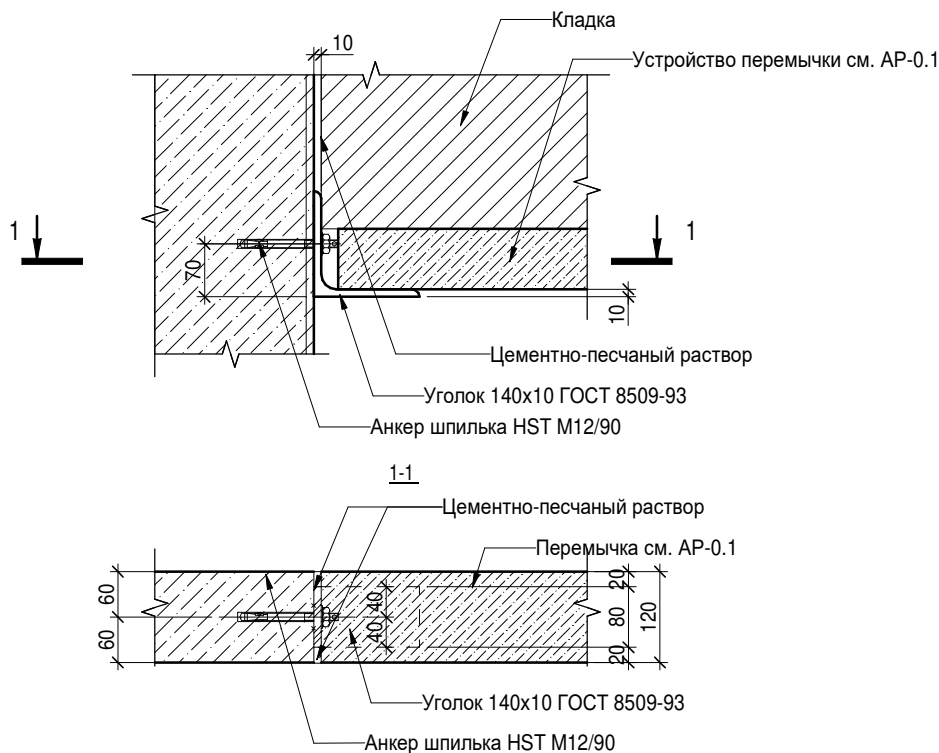 Кладка
10
Устройство перемычки см. АР-0.1
1
1
70
10
Цементно-песчаный раствор
Уголок 140х10 ГОСТ 8509-93
Анкер шпилька HST М12/90
1-1
Цементно-песчаный раствор
Перемычка см. АР-0.1
60
60
40
40
20
80
20
120
Уголок 140х10 ГОСТ 8509-93
Анкер шпилька HST М12/90